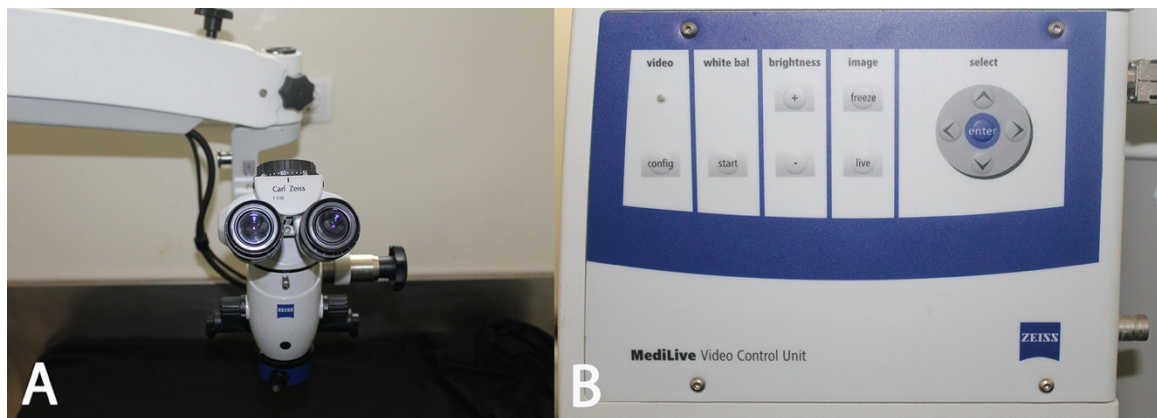 Carl Zeiss
f 170
ZEISS
A
video
white bal
brightness
image
select
+
freeze
enter
config
start
-
live
MediLive Video Control Unit
ZEISS
B